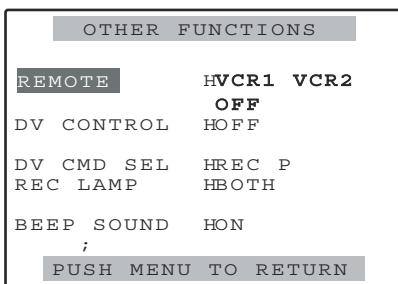 OTHER FUNCTIONS
REMOTE HVCR1 VCR2
OFF
DV CONTROL HOFF
DV CMD SEL HREC P
REC LAMP HBOTH
BEEP SOUND HON
;
PUSH MENU TO RETURN